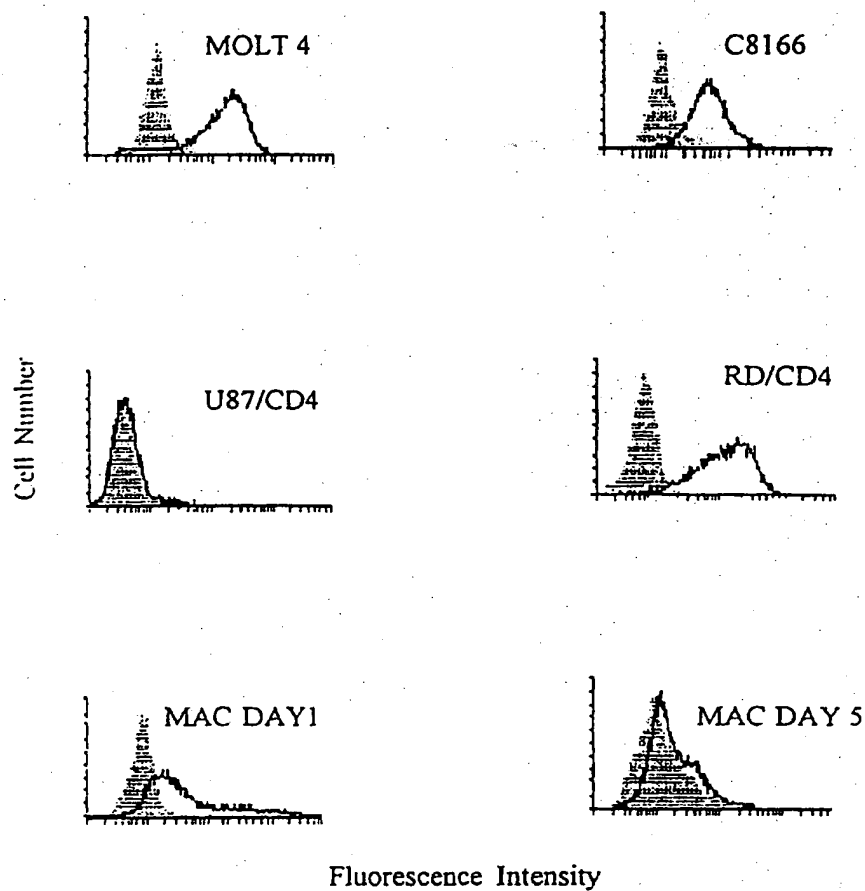 MOLT 4
C8166
U87/CD4
RD/CD4
MAC DAY1
MAC DAY 5
Cell Number
Fluorescence Intensity